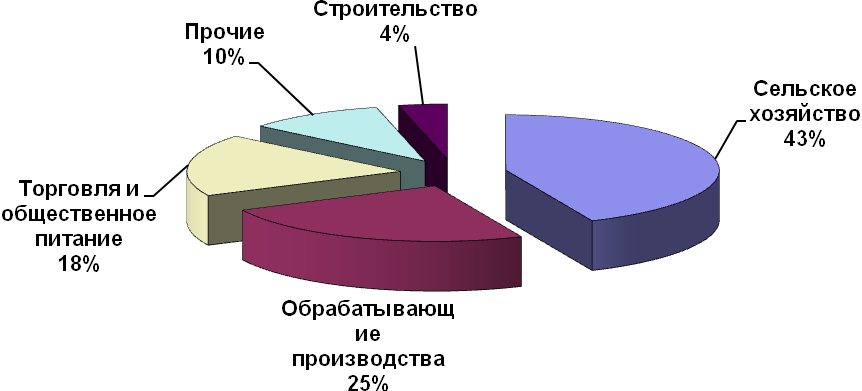 Строительство
4%
Прочие
10%
Сельское
хозяйство
43%
Торговля и
общественное
питание
18%
Обрабатывающ
ие
производства
25%